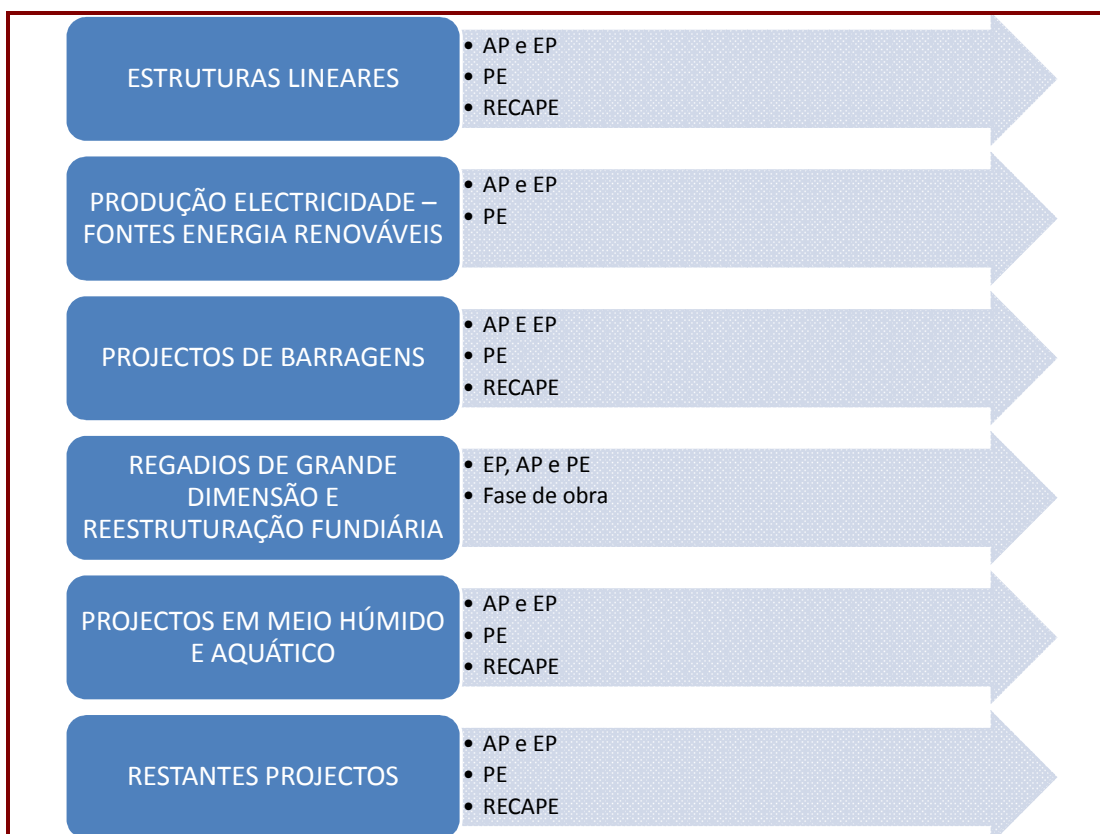 ESTRUTURAS LINEARES
• AP e EP
• PE
• RECAPE
PRODUÇÃO ELECTRICIDADE –
FONTES ENERGIA RENOVÁVEIS
• AP e EP
• PE
PROJECTOS DE BARRAGENS
• AP E EP
• PE
• RECAPE
REGADIOS DE GRANDE
DIMENSÃO E
REESTRUTURAÇÃO FUNDIÁRIA
• EP, AP e PE
• Fase de obra
PROJECTOS EM MEIO HÚMIDO
E AQUÁTICO
• AP e EP
• PE
• RECAPE
RESTANTES PROJECTOS
• AP e EP
• PE
• RECAPE